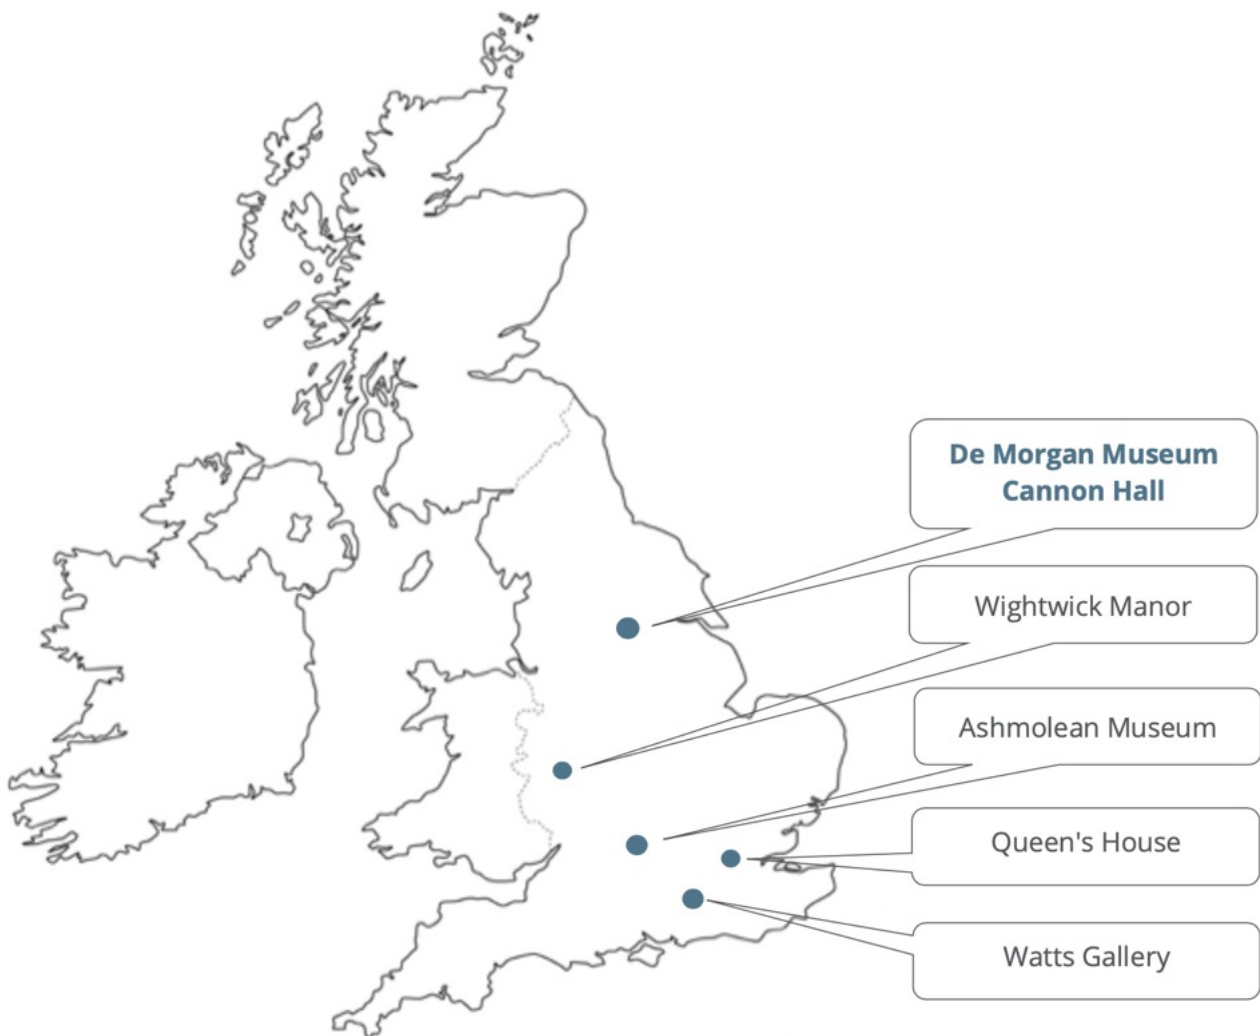 De Morgan Museum
Cannon Hall
Wightwick Manor
Ashmolean Museum
Queen's House
Watts Gallery